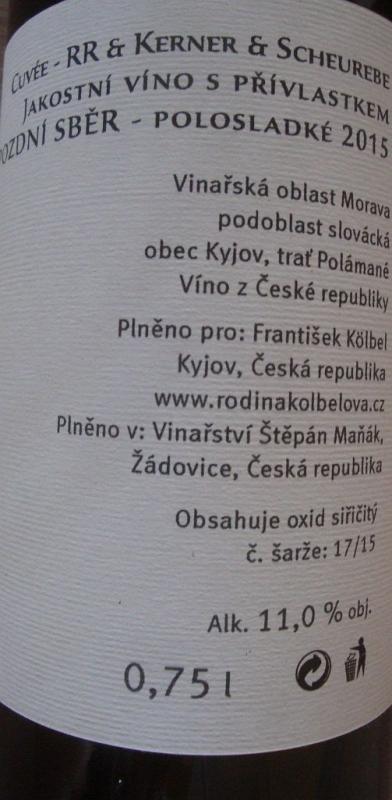 Cuvée - RR & Kerner & Scheurebe
Jakostní víno s přívlastkem
pozdní sběr - polosladké 2015
Vinařská oblast Morava
podoblast slovácká
obec Kyjov, trať Polámané
Víno z České republiky
Plněno pro: František Kölbel
Kyjov, Česká republika
www.rodinakolbelova.cz
Plněno v: Vinařství Štěpán Maňák,
Žádovice, Česká republika
Obsahuje oxid siřičitý
č. šarže: 17/15
Alk. 11,0 % obj.
0,75 l